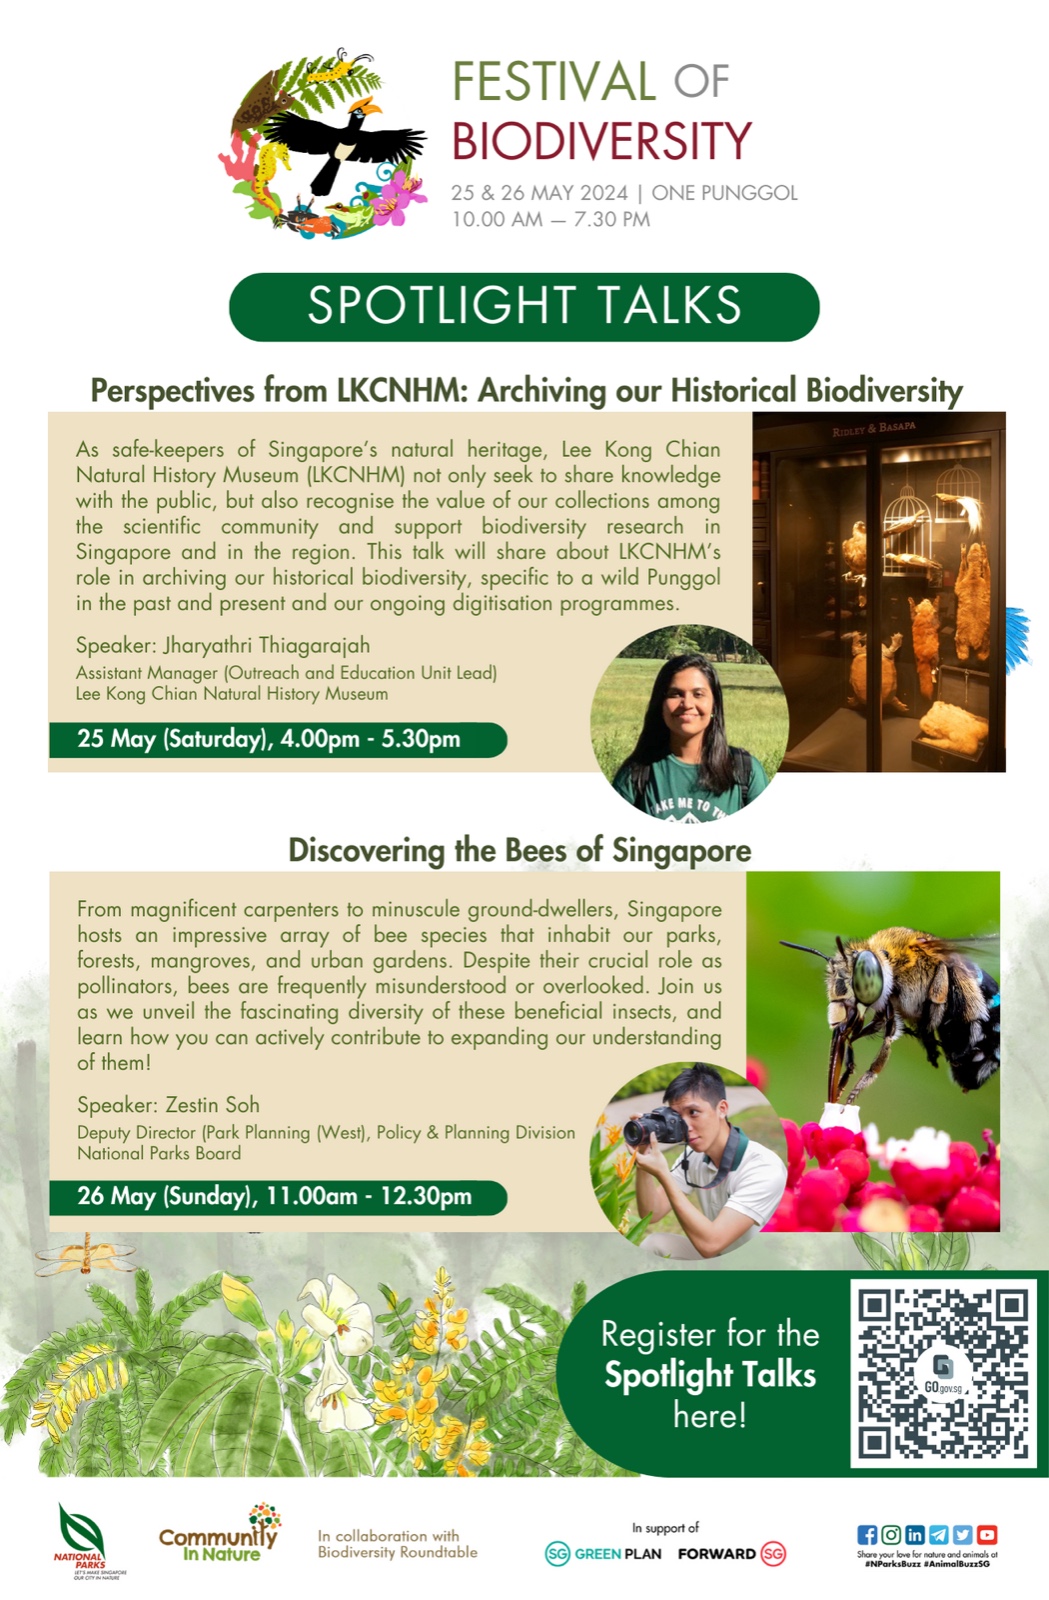 FESTIVAL OF
BIODIVERSITY
25 & 26 MAY 2024 | ONE PUNGGOL
10.00 AM — 7.30 PM
SPOTLIGHT TALKS
Perspectives from LKCNHM: Archiving our Historical Biodiversity
As safe-keepers of Singapore's natural heritage, Lee Kong Chian
Natural History Museum (LKCNHM) not only seek to share knowledge
with the public, but also recognise the value of our collections among
the scientific community and support biodiversity research in
Singapore and in the region. This talk will share about LKCNHM's
role in archiving our historical biodiversity, specific to a wild Punggol
in the past and present and our ongoing digitisation programmes.
Speaker: Jharyathri Thiagarajah
Assistant Manager (Outreach and Education Unit Lead)
Lee Kong Chian Natural History Museum
25 May (Saturday), 4.00pm - 5.30pm
RIDLEY & BASAPA
AKE ME TO TH
Discovering the Bees of Singapore
From magnificent carpenters to minuscule ground-dwellers, Singapore
hosts an impressive array of bee species that inhabit our parks,
forests, mangroves, and urban gardens. Despite their crucial role as
pollinators, bees are frequently misunderstood or overlooked. Join us
as we unveil the fascinating diversity of these beneficial insects, and
learn how you can actively contribute to expanding our understanding
of them!
Speaker: Zestin Soh
Deputy Director (Park Planning (West), Policy & Planning Division
National Parks Board
26 May (Sunday), 11.00am - 12.30pm
Register for the
Spotlight Talks
here!
GO.gov.sg
NATIONAL
PARKS
LET'S MAKE SINGAPORE
OUR CITY IN NATURE
Community
In Nature
In collaboration with
Biodiversity Roundtable
In support of
SG GREEN PLAN FORWARD SG
Share your love for nature and animals at
#NParksBuzz #AnimalBuzzSG